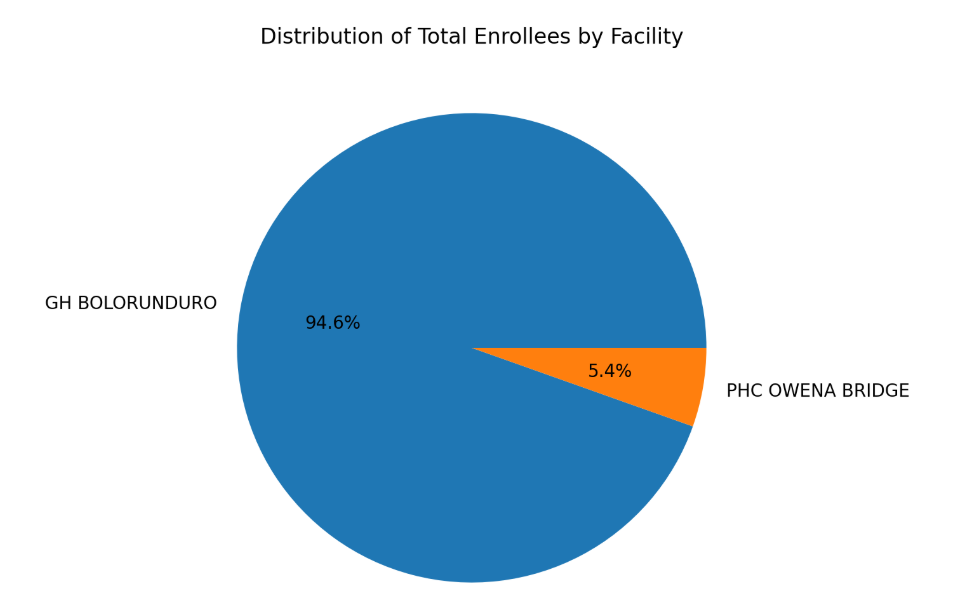 Distribution of Total Enrollees by Facility
GH BOLORUNDURO
94.6%
5.4%
PHC OWENA BRIDGE